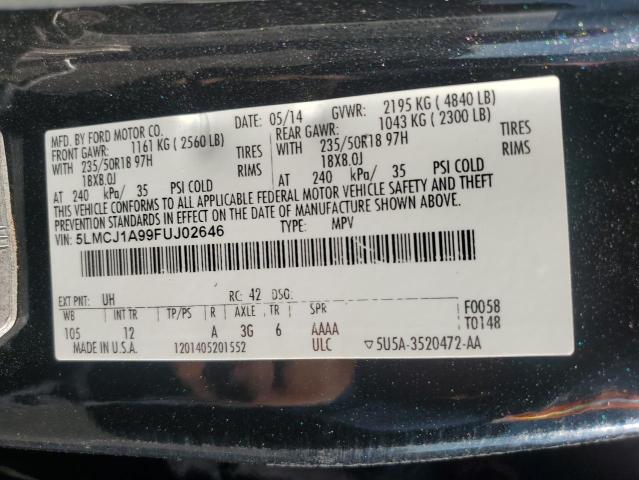 MFD. BY FORD MOTOR CO. DATE: 05/14 GVWR: 2195 KG ( 4840 LB)
FRONT GAWR: 1161 KG ( 2560 LB) REAR GAWR: 1043 KG ( 2300 LB)
WITH 235/50R18 97H TIRES WITH 235/50R18 97H TIRES
18X8.0J RIMS 18X8.0J RIMS
AT 240 kPa/ 35 PSI COLD AT 240 kPa/ 35 PSI COLD
THIS VEHICLE CONFORMS TO ALL APPLICABLE FEDERAL MOTOR VEHICLE SAFETY AND THEFT
PREVENTION STANDARDS IN EFFECT ON THE DATE OF MANUFACTURE SHOWN ABOVE.
VIN: 5LMCJ1A99FUJ02646 TYPE: MPV
EXT PNT: UH RC: 42 DSO: F0058
WB TP/PS R AXLE TR SPR T0148
105 12 A 3G 6 AAAA
MADE IN U.S.A. 1201405201552 ULC ▽5U5A-3520472-AA